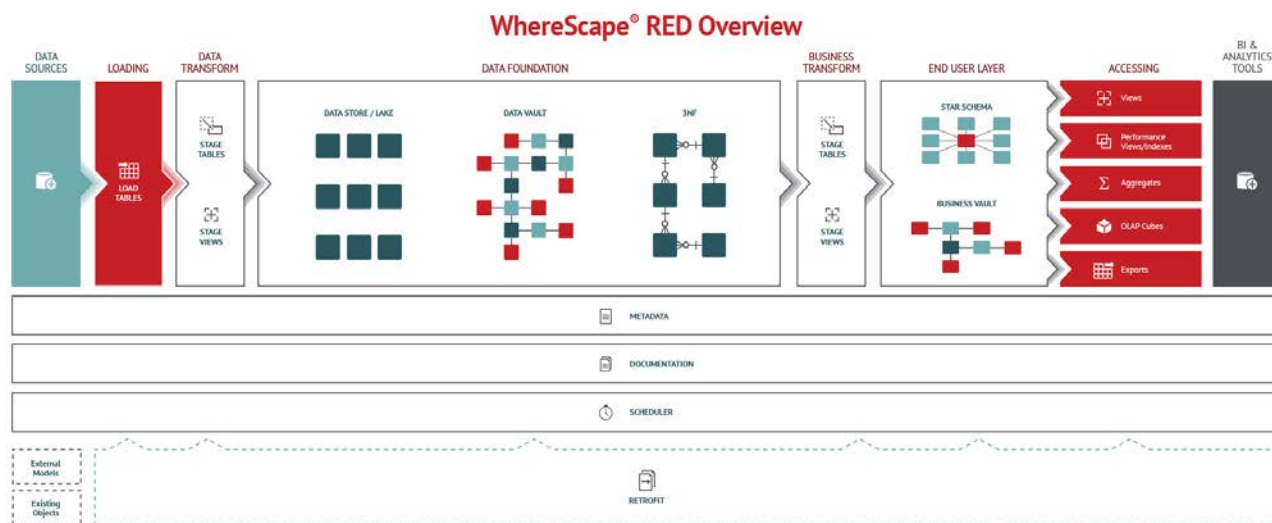 WhereScape® RED Overview
DATA
SOURCES
LOADING
DATA
TRANSFORM
DATA FOUNDATION
BUSINESS
TRANSFORM
END USER LAYER
ACCESSING
BI &
ANALYTICS
TOOLS
LOAD
TABLES
STAGE
TABLES
STAGE
VIEWS
DATA STORE / LAKE
DATA VAULT
3NF
STAGE
TABLES
STAGE
VIEWS
STAR SCHEMA
BUSINESS VAULT
Views
Performance
Views/Indexes
Aggregates
OLAP Cubes
Exports
METADATA
DOCUMENTATION
SCHEDULER
External
Models
Existing
Objects
RETROFIT